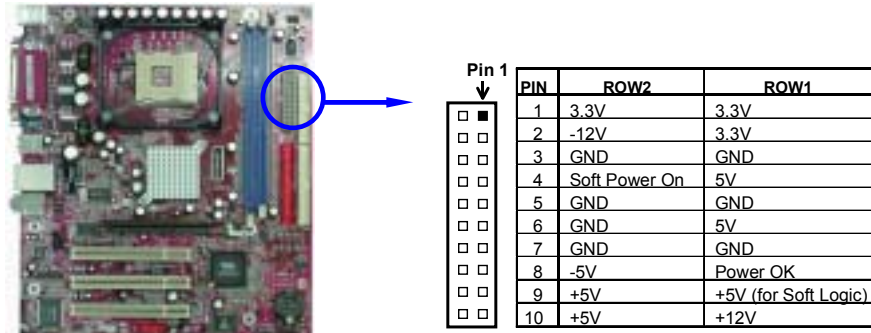 Pin 1
PIN ROW2 ROW1
1 3.3V 3.3V
2 -12V 3.3V
3 GND GND
4 Soft Power On 5V
5 GND GND
6 GND 5V
7 GND GND
8 -5V Power OK
9 +5V +5V (for Soft Logic)
10 +5V +12V